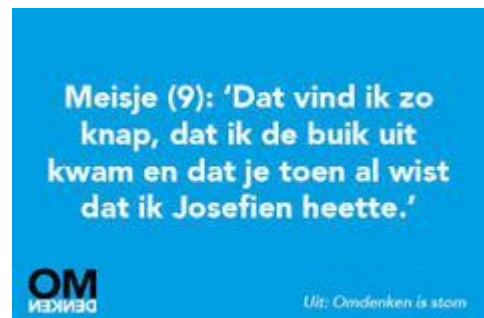 Meisje (9): ‘Dat vind ik zo
knap, dat ik de buik uit
kwam en dat je toen al wist
dat ik Josefien heette.’
OM
DENKEN
Uit: Omdenken is stom